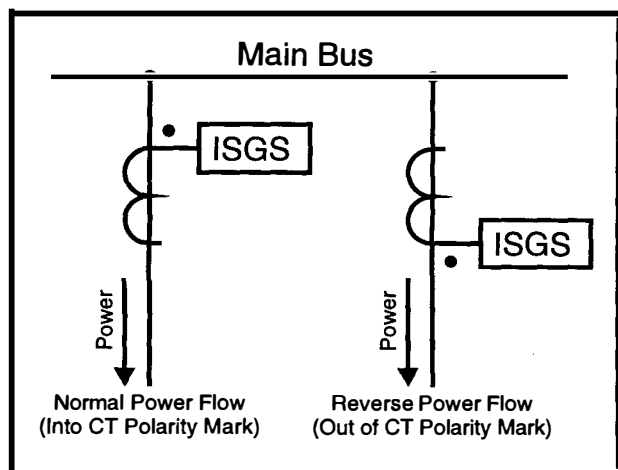 Main Bus
ISGS
ISGS
Power
Power
Normal Power Flow
(Into CT Polarity Mark)
Reverse Power Flow
(Out of CT Polarity Mark)